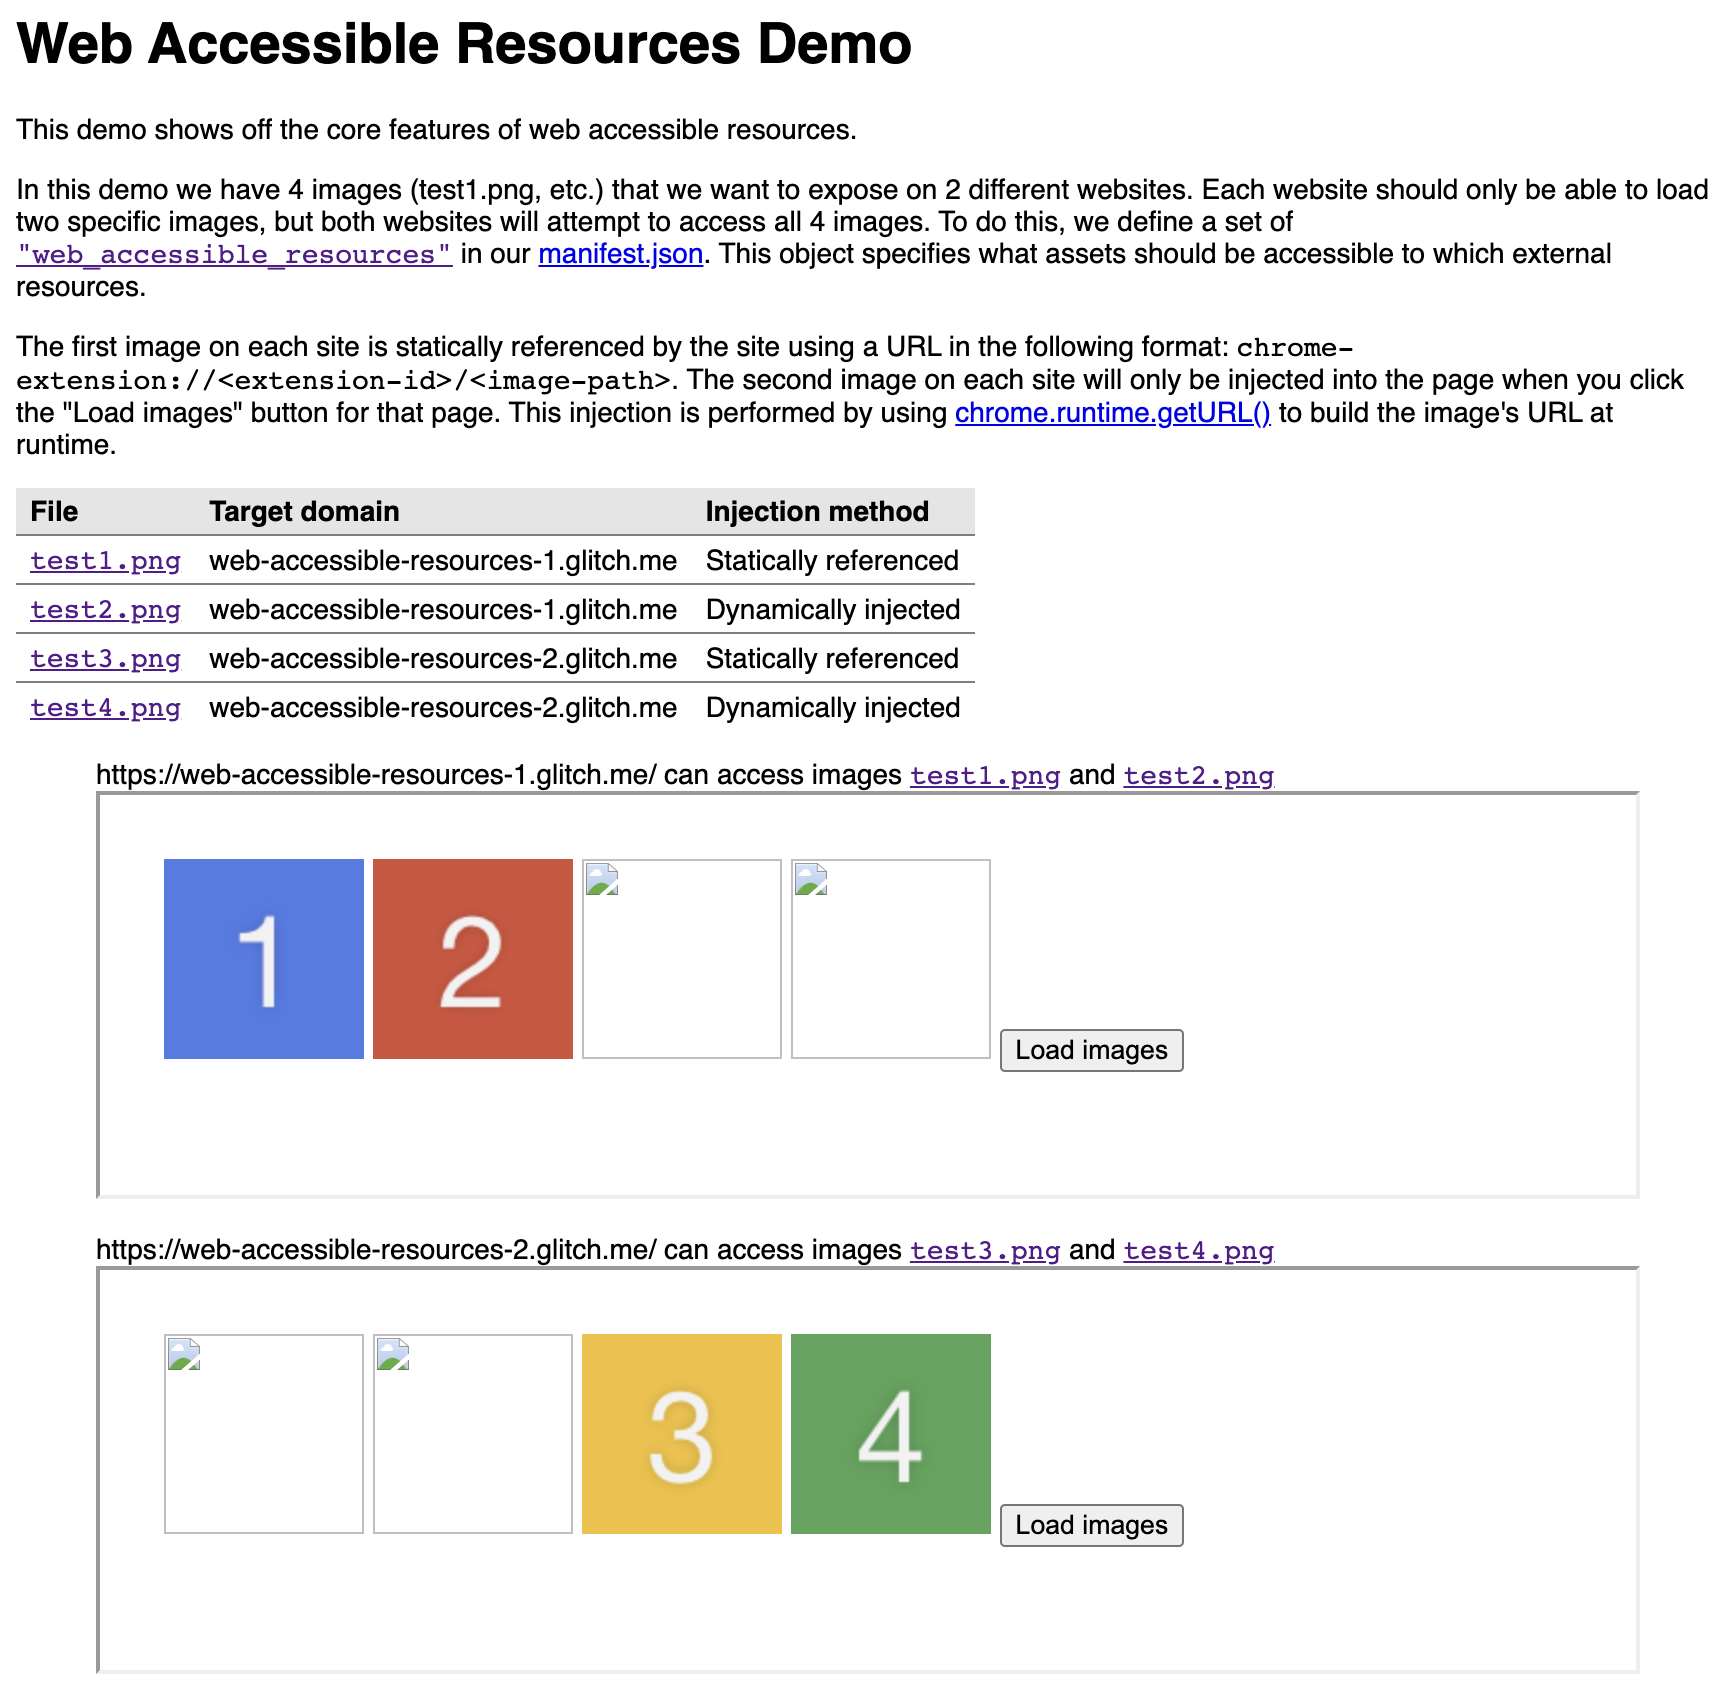 Web Accessible Resources Demo
This demo shows off the core features of web accessible resources.
In this demo we have 4 images (test1.png, etc.) that we want to expose on 2 different websites. Each website should only be able to load
two specific images, but both websites will attempt to access all 4 images. To do this, we define a set of
"web_accessible_resources" in our manifest.json. This object specifies what assets should be accessible to which external
resources.
The first image on each site is statically referenced by the site using a URL in the following format: chrome-
extension://<extension-id>/<image-path>. The second image on each site will only be injected into the page when you click
the "Load images" button for that page. This injection is performed by using chrome.runtime.getURL() to build the image's URL at
runtime.
File Target domain Injection method
test1.png web-accessible-resources-1.glitch.me Statically referenced
test2.png web-accessible-resources-1.glitch.me Dynamically injected
test3.png web-accessible-resources-2.glitch.me Statically referenced
test4.png web-accessible-resources-2.glitch.me Dynamically injected
https://web-accessible-resources-1.glitch.me/ can access images test1.png and test2.png
1 2
Load images
https://web-accessible-resources-2.glitch.me/ can access images test3.png and test4.png
3 4
Load images